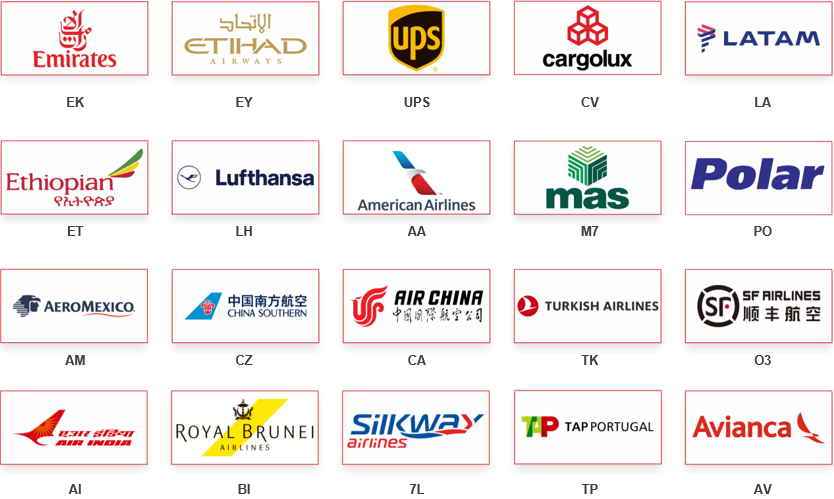 Emirates
الإتحاد
ETIHAD
AIRWAYS
ups
cargolux
LATAM
EK
EY
UPS
CV
LA
Ethiopian
የኢትዮጵያ
Lufthansa
American Airlines
mas
Polar
ET
LH
AA
M7
PO
AEROMEXICO
中国南方航空
CHINA SOUTHERN
AIR CHINA
中国国际航空公司
TURKISH AIRLINES
SF
SF AIRLINES
顺丰航空
AM
CZ
CA
TK
O3
एअर इंडिया
AIR INDIA
ROYAL BRUNEI
AIRLINES
Silkway
airlines
TAP
TAP PORTUGAL
Avianca
AI
BI
7L
TP
AV